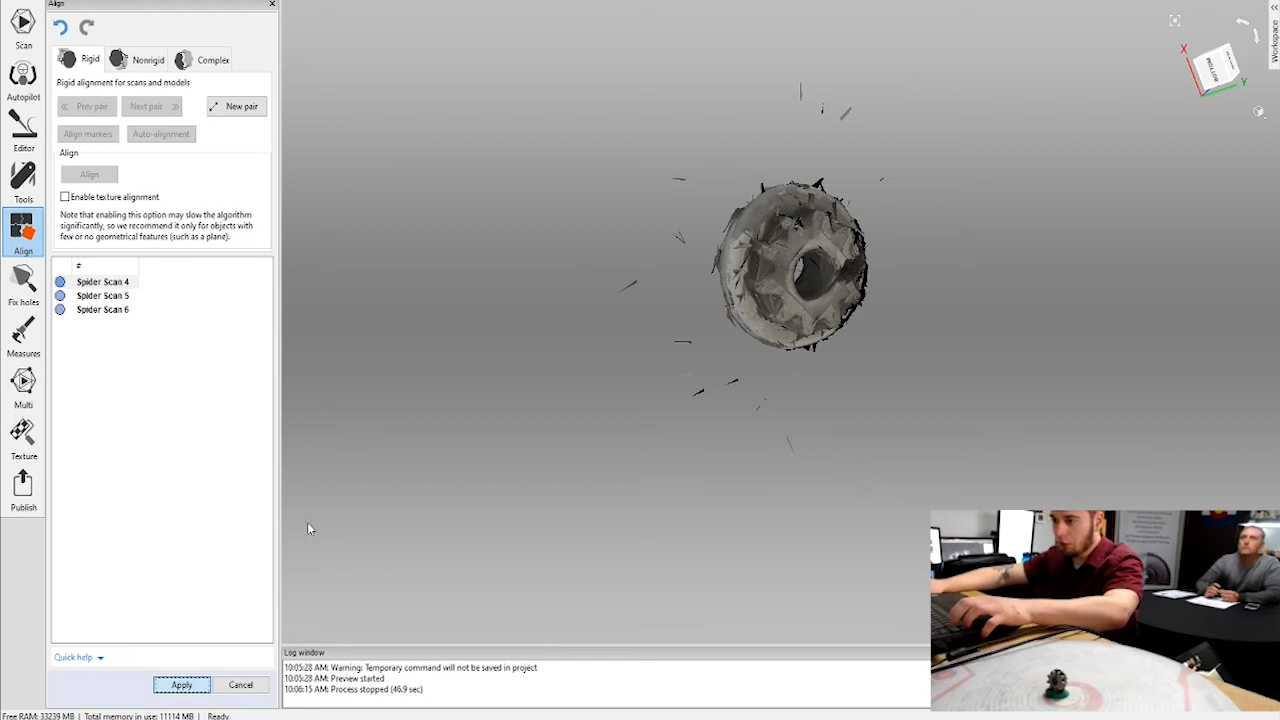 Align
Scan
Autopilot
Editor
Tools
Align
Fix holes
Measures
Multi
Texture
Publish
Rigid
Nonrigid
Complex
Rigid alignment for scans and models
Prev pair
Next pair
New pair
Align markers
Auto-alignment
Align
Align
Enable texture alignment
Note that enabling this option may slow the algorithm
significantly, so we recommend it only for objects with
few or no geometrical features (such as a plane).
#
Spider Scan 4
Spider Scan 5
Spider Scan 6
Quick help
Apply
Cancel
Workspace
X
Y
BOTTOM
Log window
10:05:28 AM: Warning: Temporary command will not be saved in project
10:05:28 AM: Preview started
10:06:15 AM: Process stopped (46.9 sec)
Free RAM: 33239 MB | Total memory in use: 11114 MB | Ready